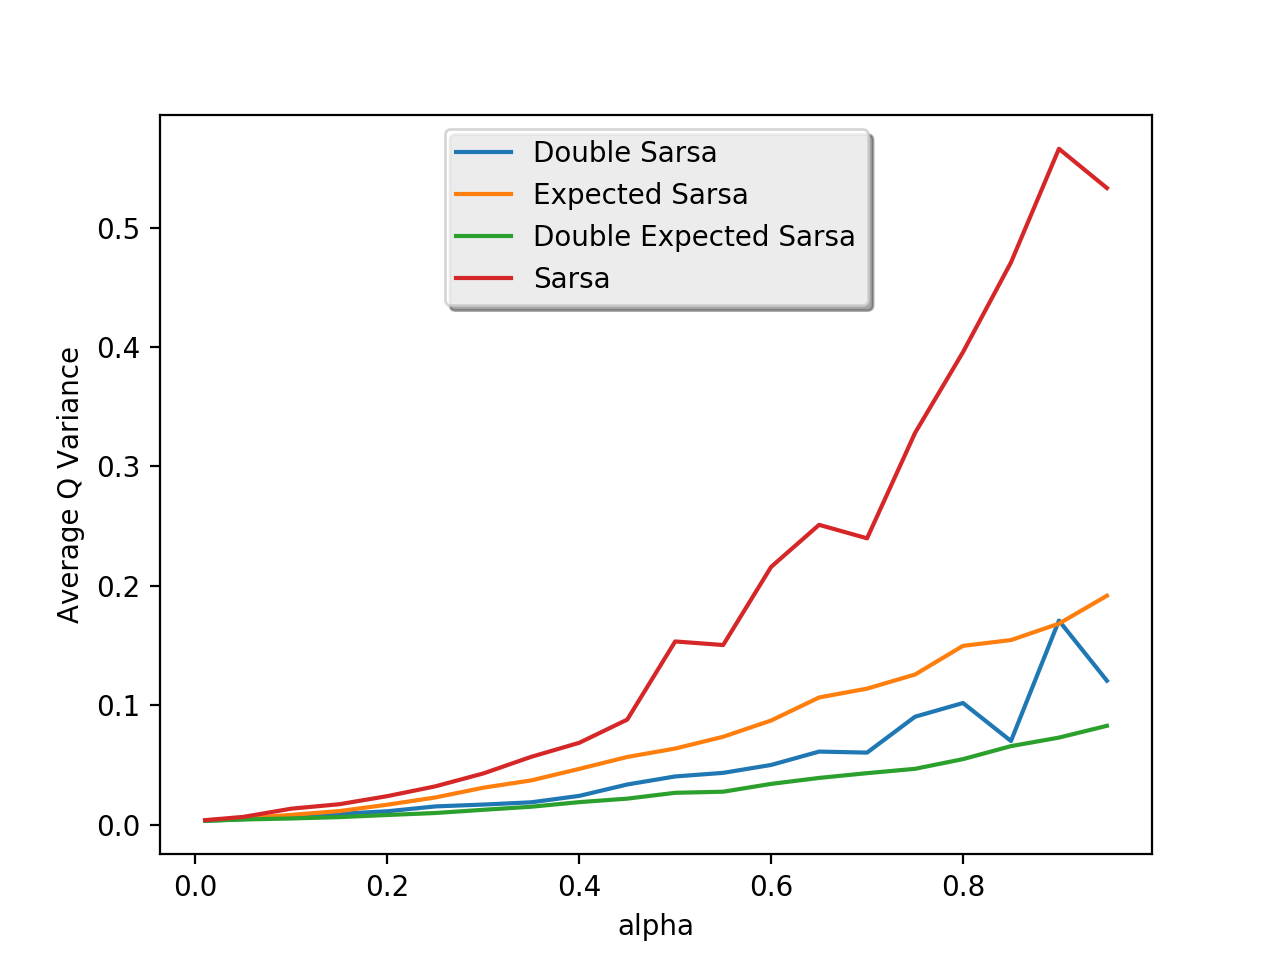 Double Sarsa
Expected Sarsa
Double Expected Sarsa
Sarsa
Average Q Variance
0.5
0.4
0.3
0.2
0.1
0.0
0.0 0.2 0.4 0.6 0.8
alpha